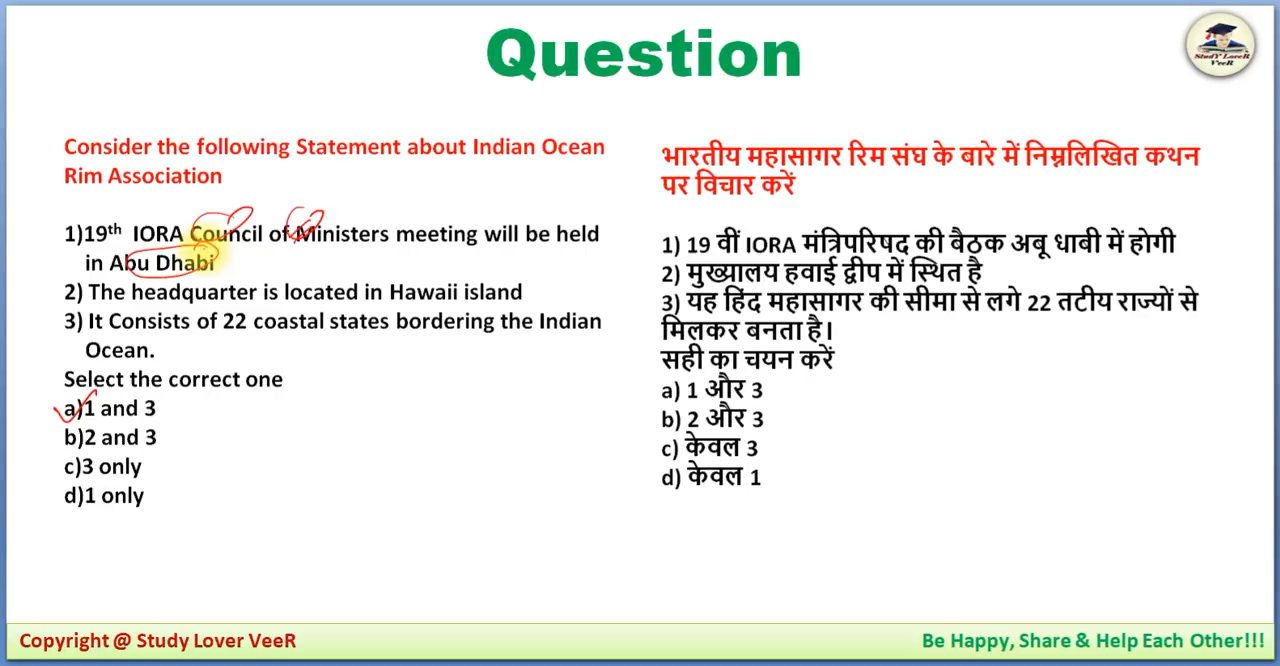 Question
StudY LoveR
VeeR
Consider the following Statement about Indian Ocean
Rim Association
1)19th IORA Council of Ministers meeting will be held
in Abu Dhabi
2) The headquarter is located in Hawaii island
3) It Consists of 22 coastal states bordering the Indian
Ocean.
Select the correct one
a)1 and 3
b)2 and 3
c)3 only
d)1 only
भारतीय महासागर रिम संघ के बारे में निम्नलिखित कथन
पर विचार करें
1) 19 वीं IORA मंत्रिपरिषद की बैठक अबू धाबी में होगी
2) मुख्यालय हवाई द्वीप में स्थित है
3) यह हिंद महासागर की सीमा से लगे 22 तटीय राज्यों से
मिलकर बनता है।
सही का चयन करें
a) 1 और 3
b) 2 और 3
c) केवल 3
d) केवल 1
Copyright @ Study Lover VeeR
Be Happy, Share & Help Each Other!!!